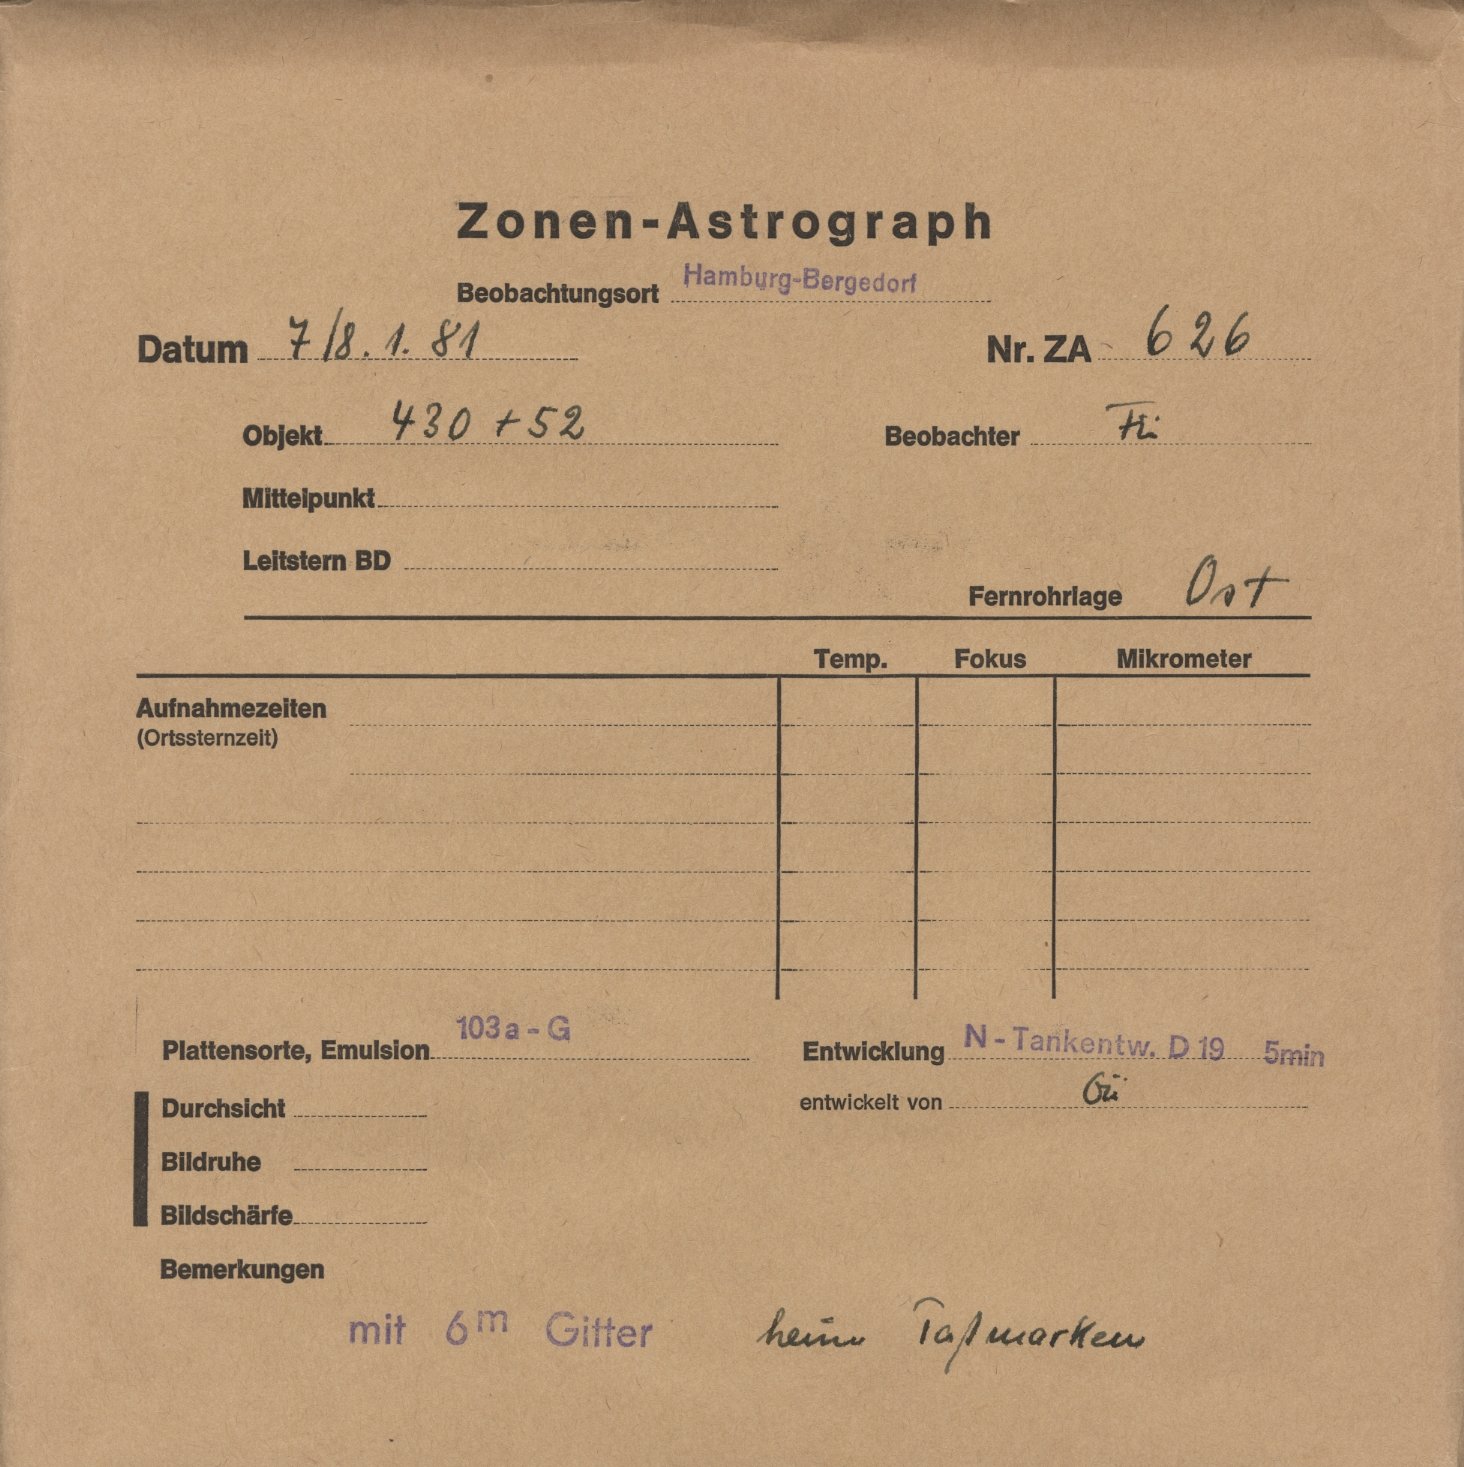 Zonen-Astrograph
Beobachtungsort Hamburg-Bergedorf
Datum 7/8. 1. 81 Nr. ZA 626
Objekt 430 + 52 Beobachter
Mittelpunkt
Leitstern BD
Fernrohrlage Ost
Temp. Fokus Mikrometer
Aufnahmezeiten
(Ortssternzeit)
Plattensorte, Emulsion 103a-G Entwicklung N-Tankentw. D 19 5min
Durchsicht entwickelt von Gü
Bildruhe
Bildschärfe
Bemerkungen
mit 6m Gitter keine Taßmarken